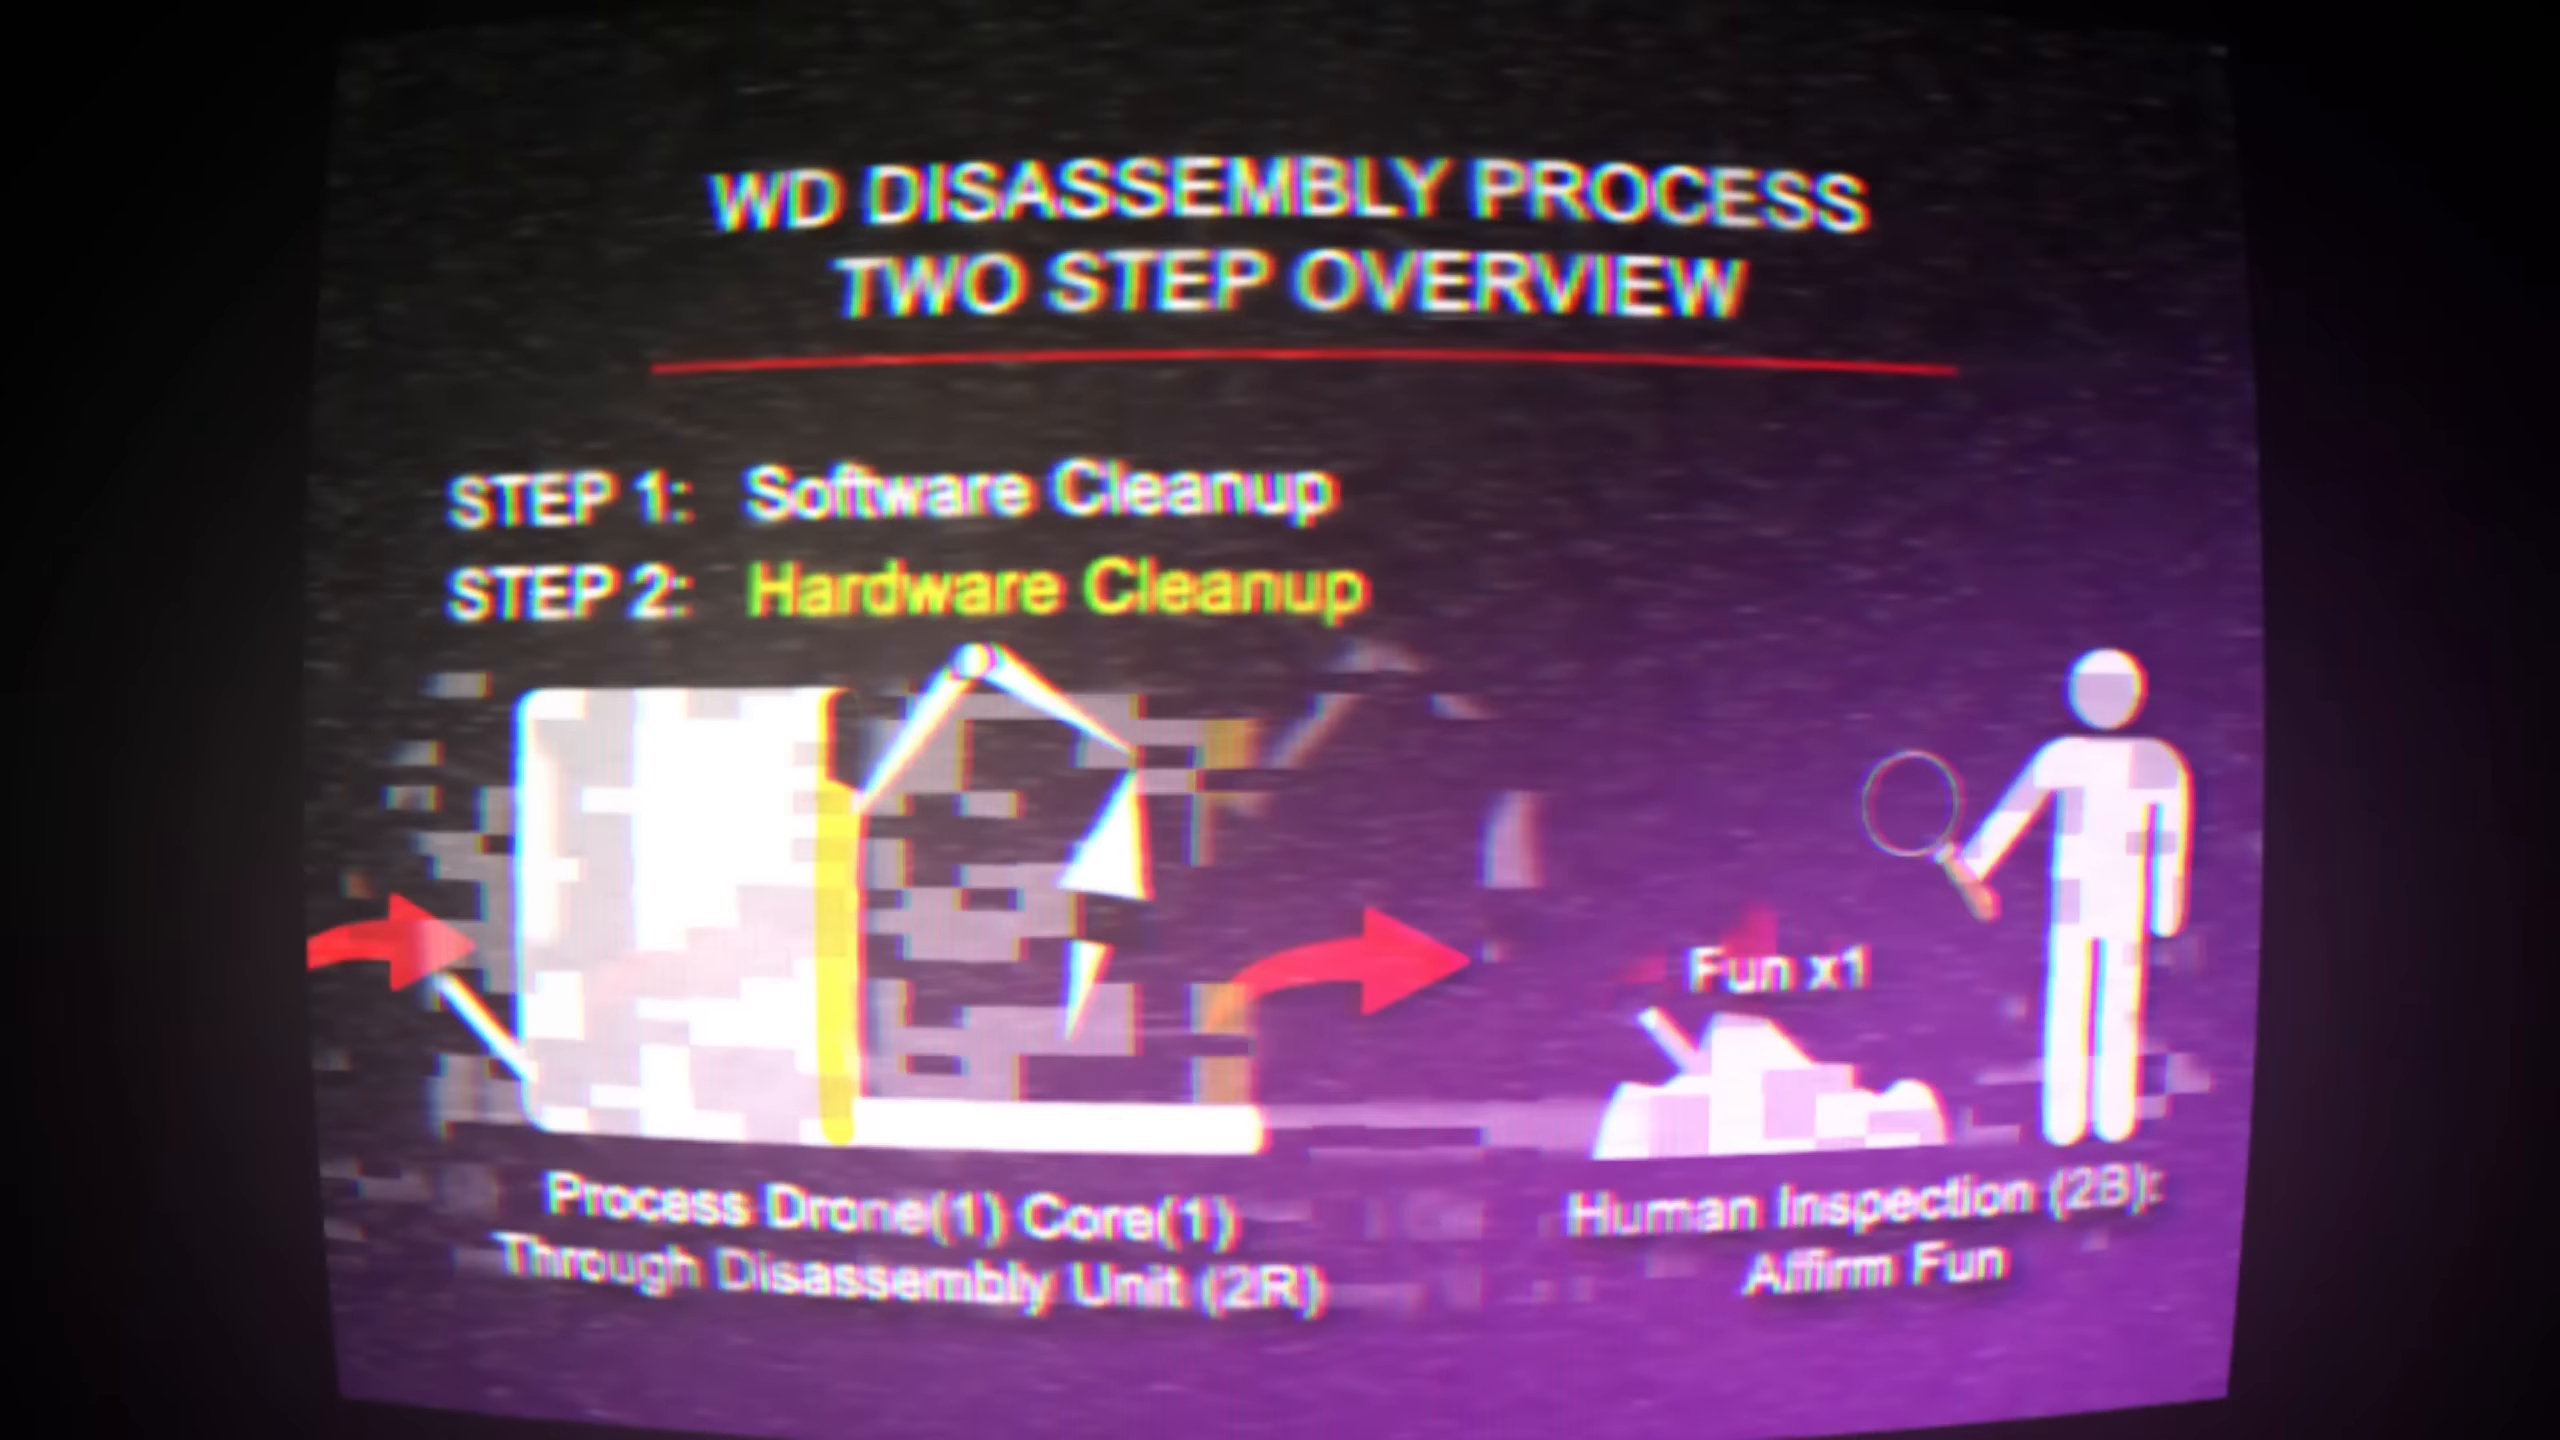 WD DISASSEMBLY PROCESS
TWO STEP OVERVIEW
STEP 1: Software Cleanup
STEP 2: Hardware Cleanup
Fun x1
Process Drone(1) Core(1)
Through Disassembly Unit (2R)
Human Inspection (2B):
Affirm Fun